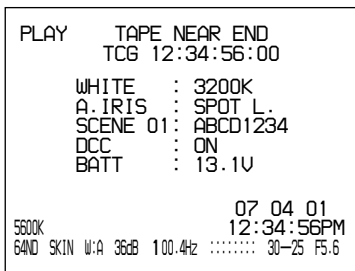 PLAY TAPE NEAR END
TCG 12:34:56:00
WHITE : 3200K
A.IRIS : SPOT L.
SCENE 01: ABCD1234
DCC : ON
BATT : 13.1V
07 04 01
5600K 12:34:56PM
64ND SKIN W:A 36dB 100.4Hz :::::::: 30—25 F5.6